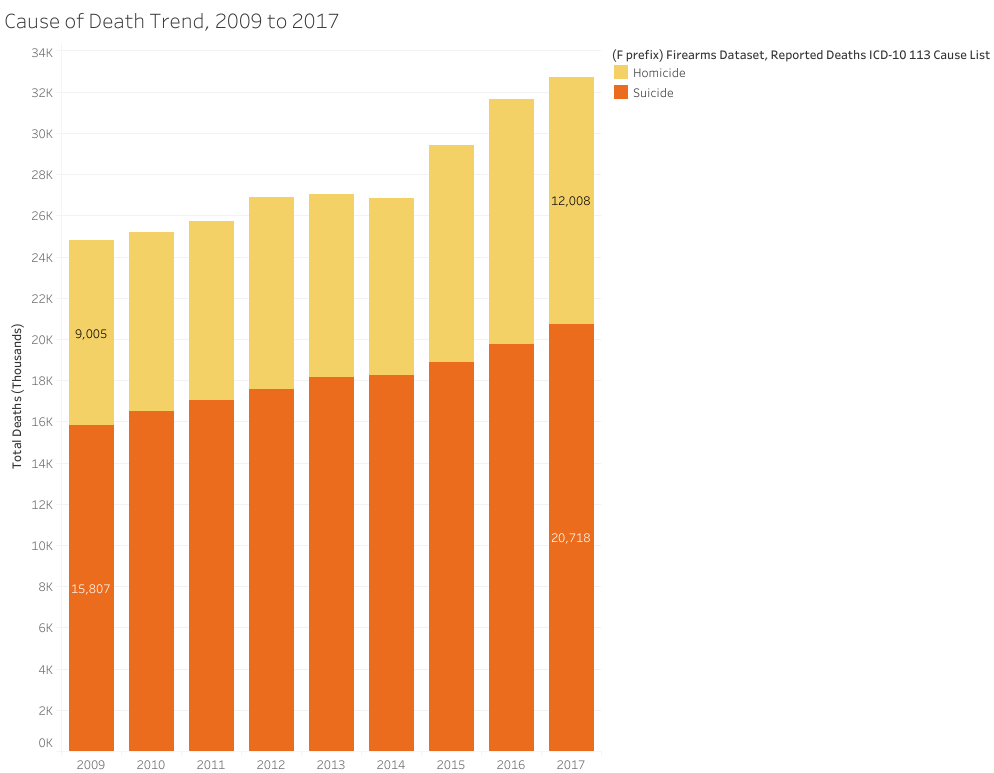 Cause of Death Trend, 2009 to 2017
(F prefix) Firearms Dataset, Reported Deaths ICD-10 113 Cause List
Homicide
Suicide
Total Deaths (Thousands)
34K
32K
30K
28K
26K
24K
22K
20K
18K
16K
14K
12K
10K
8K
6K
4K
2K
0K
9,005
15,807
12,008
20,718
2009 2010 2011 2012 2013 2014 2015 2016 2017